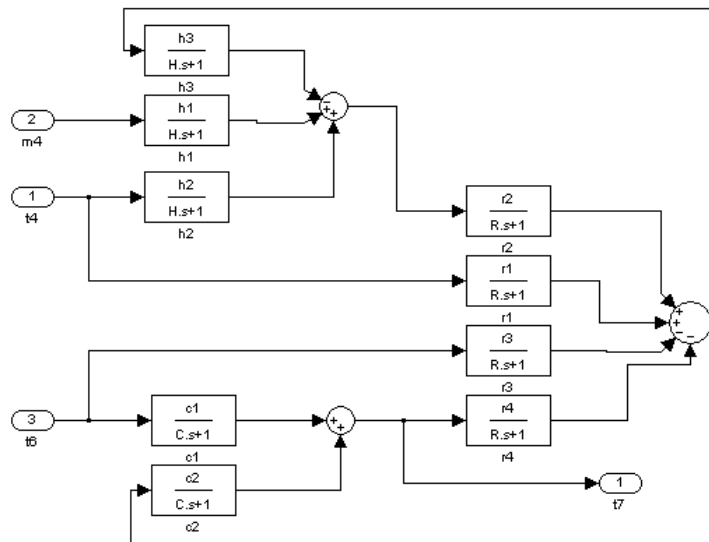 h3
H.s+1
h3
2
m4
h1
H.s+1
h1
1
t4
h2
H.s+1
h2
−
+
+
r2
R.s+1
r2
r1
R.s+1
r1
+
+
−
−
r3
R.s+1
r3
3
t6
c1
C.s+1
c1
+
+
r4
R.s+1
r4
c2
C.s+1
c2
1
t7